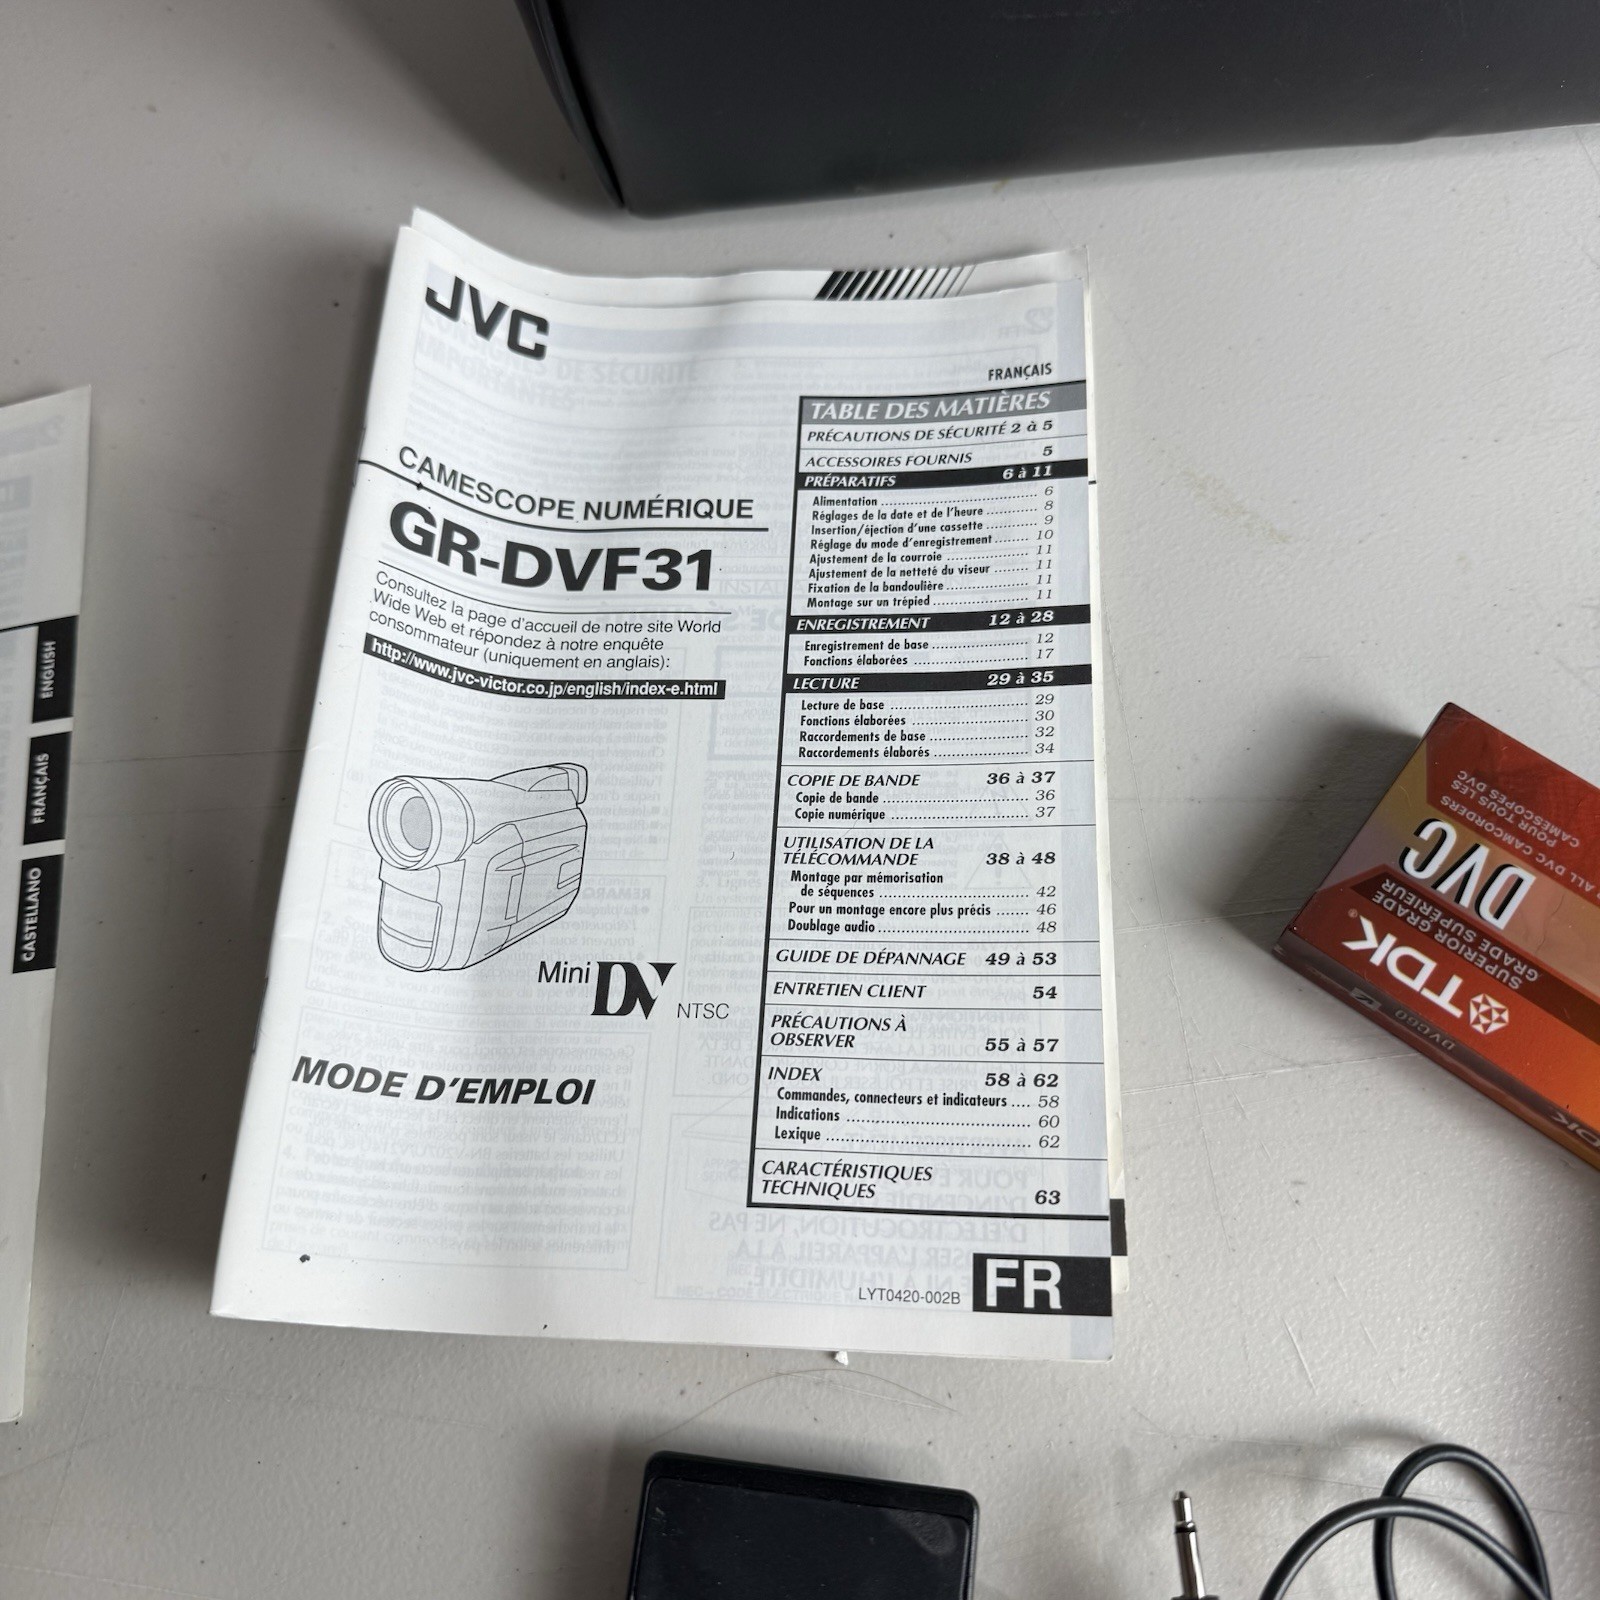 JVC
FRANÇAIS
CAMESCOPE NUMÉRIQUE
GR-DVF31
Consultez la page d'accueil de notre site World
Wide Web et répondez à notre enquête
consommateur (uniquement en anglais):
http://www.jvc-victor.co.jp/english/index-e.html
Mini DV NTSC
MODE D'EMPLOI
TABLE DES MATIÈRES
PRÉCAUTIONS DE SÉCURITÉ 2 à 5
ACCESSOIRES FOURNIS 5
PRÉPARATIFS 6 à 11
Alimentation 6
Réglages de la date et de l'heure 8
Insertion/éjection d'une cassette 9
Réglage du mode d'enregistrement 10
Ajustement de la courroie 11
Ajustement de la netteté du viseur 11
Fixation de la bandoulière 11
Montage sur un trépied 11
ENREGISTREMENT 12 à 28
Enregistrement de base 12
Fonctions élaborées 17
LECTURE 29 à 35
Lecture de base 29
Fonctions élaborées 30
Raccordements de base 32
Raccordements élaborés 34
COPIE DE BANDE 36 à 37
Copie de bande 36
Copie numérique 37
UTILISATION DE LA
TÉLÉCOMMANDE 38 à 48
Montage par mémorisation
de séquences 42
Pour un montage encore plus précis 46
Doublage audio 48
GUIDE DE DÉPANNAGE 49 à 53
ENTRETIEN CLIENT 54
PRÉCAUTIONS À
OBSERVER 55 à 57
INDEX 58 à 62
Commandes, connecteurs et indicateurs 58
Indications 60
Lexique 62
CARACTÉRISTIQUES
TECHNIQUES 63
LYT0420-002B
FR
ENGLISH
FRANÇAIS
CASTELLANO
TDK
SUPERIOR GRADE
GRADE SUPÉRIEUR
DVC
ALL DVC CAMCORDERS
POUR TOUS LES
CAMÉSCOPES DVC
DVC60